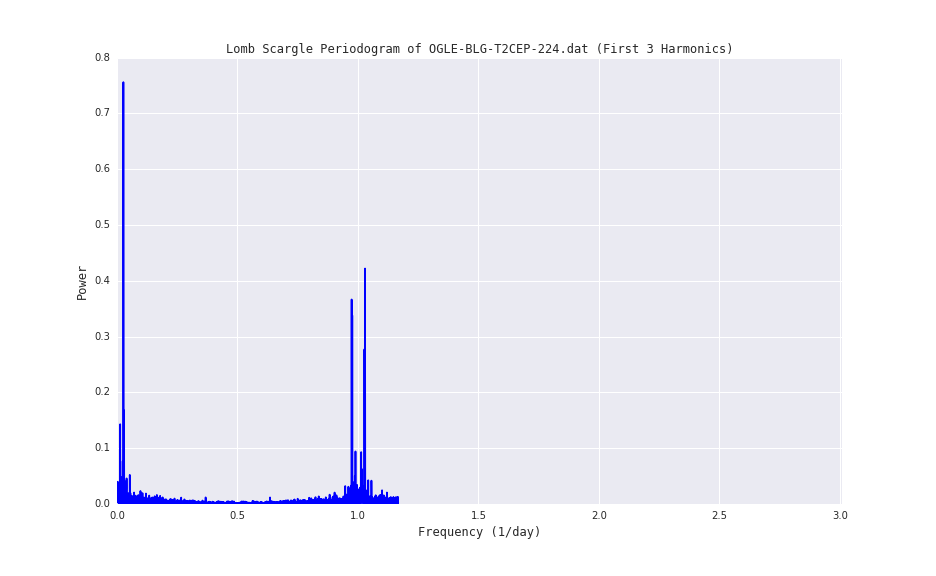 Lomb Scargle Periodogram of OGLE-BLG-T2CEP-224.dat (First 3 Harmonics)
0.8
0.7
0.6
0.5
0.4
0.3
0.2
0.1
0.0
Power
0.0 0.5 1.0 1.5 2.0 2.5 3.0
Frequency (1/day)